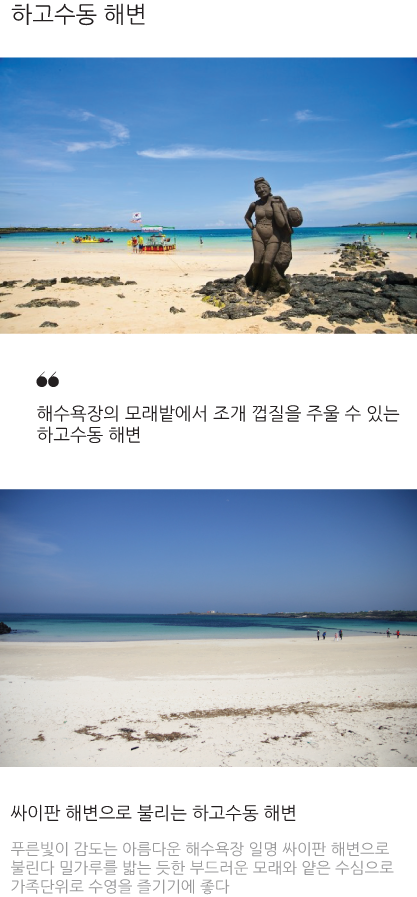 하고수동 해변
해수욕장의 모래밭에서 조개 껍질을 주울 수 있는
하고수동 해변
싸이판 해변으로 불리는 하고수동 해변
푸른빛이 감도는 아름다운 해수욕장 일명 싸이판 해변으로
불린다 밀가루를 밟는 듯한 부드러운 모래와 얕은 수심으로
가족단위로 수영을 즐기기에 좋다